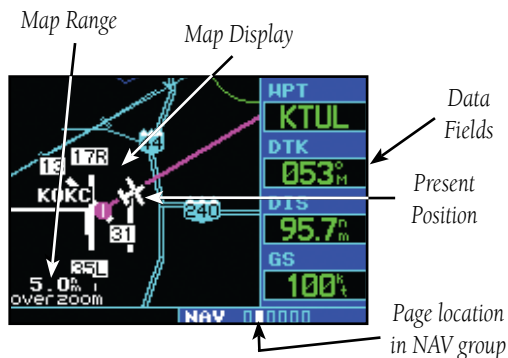 Map Range
Map Display
Data
Fields
Present
Position
Page location
in NAV group
WPT
KTUL
DTK
053°M
DIS
95.7nm
GS
100kt
44
13
17R
KOKC
240
31
35L
5.0nm
overzoom
NAV